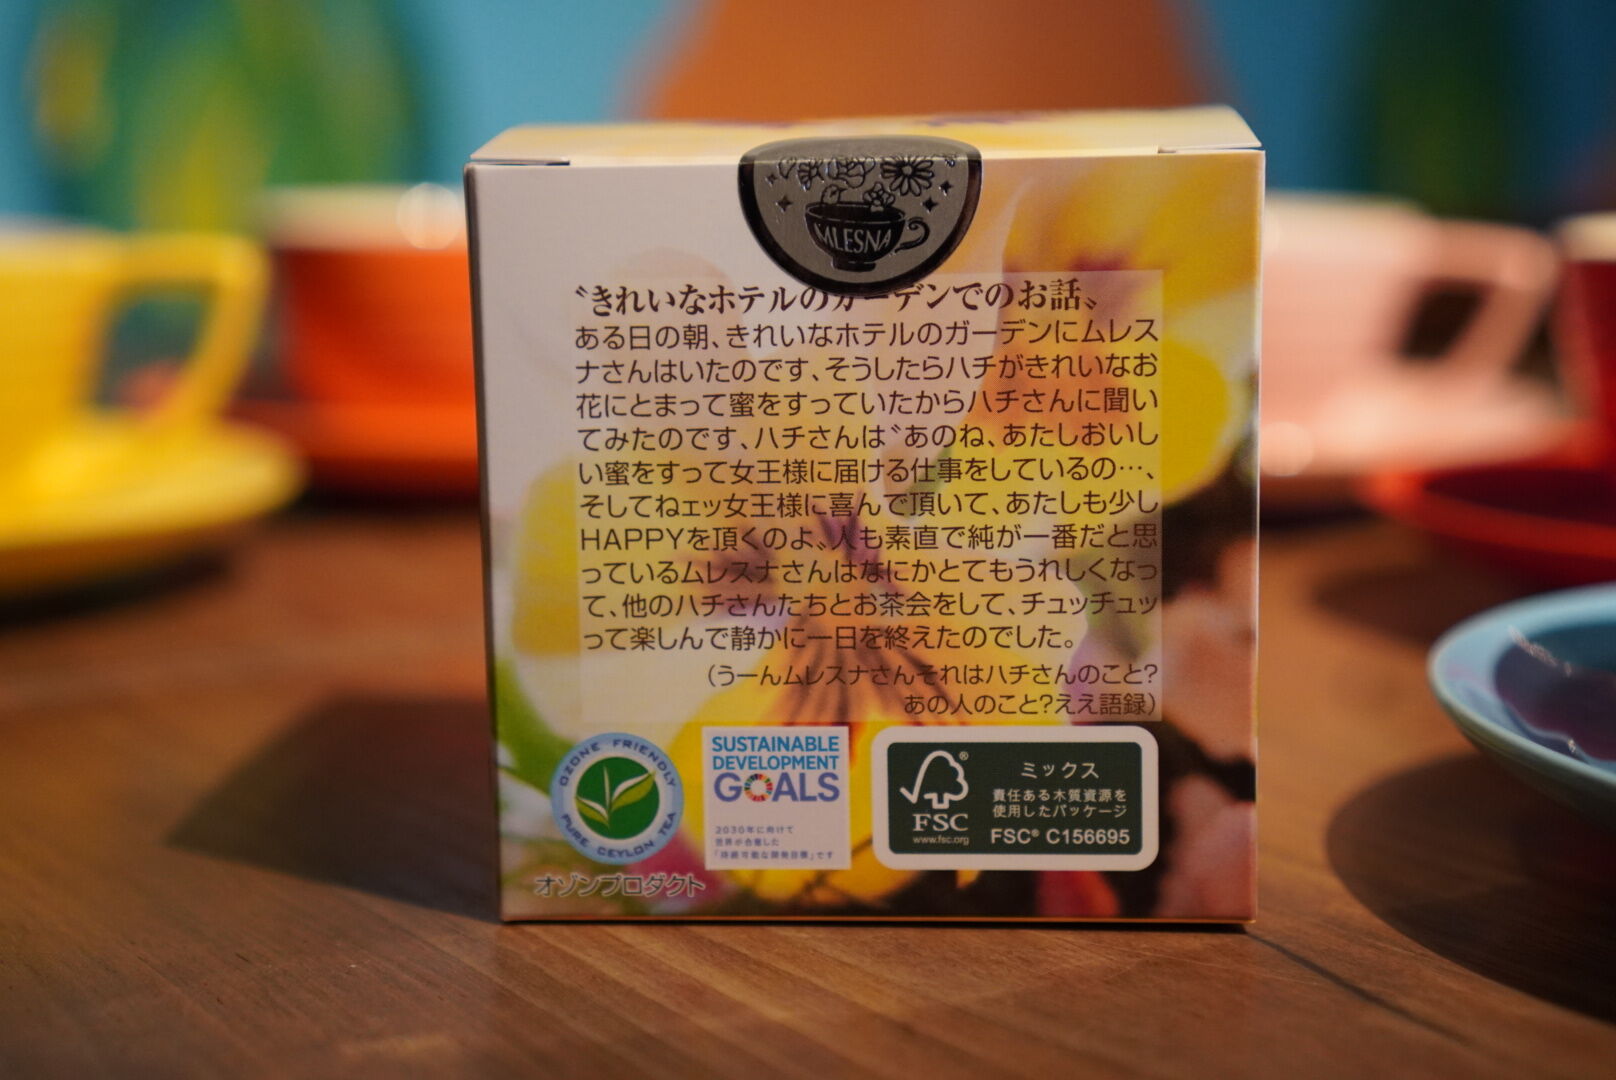 MLESNA
〝きれいなホテルのガーデンでのお話〟
ある日の朝、きれいなホテルのガーデンにムレス
ナさんはいたのです、そうしたらハチがきれいなお
花にとまって蜜をすっていたからハチさんに聞い
てみたのです、ハチさんは〝あのね、あたしおいし
い蜜をすって女王様に届ける仕事をしているの…、
そしてねェッ女王様に喜んで頂いて、あたしも少し
HAPPYを頂くのよ〟人も素直で純が一番だと思
っているムレスナさんはなにかとてもうれしくなっ
て、他のハチさんたちとお茶会をして、チュッチュッ
って楽しんで静かに一日を終えたのでした。
（うーんムレスナさんそれはハチさんのこと?
あの人のこと?ええ語録）
OZONE FRIENDLY
PURE CEYLON TEA
オゾンプロダクト
SUSTAINABLE
DEVELOPMENT
GOALS
2030年に向けて
世界が合意した
「持続可能な開発目標」です
FSC®
www.fsc.org
ミックス
責任ある木質資源を
使用したパッケージ
FSC® C156695